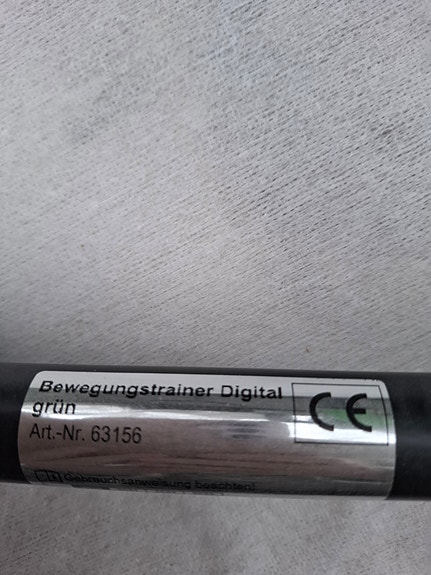 Bewegungstrainer Digital
grün
Art.-Nr. 63156
CE
Gebrauchsanweisung beachten!